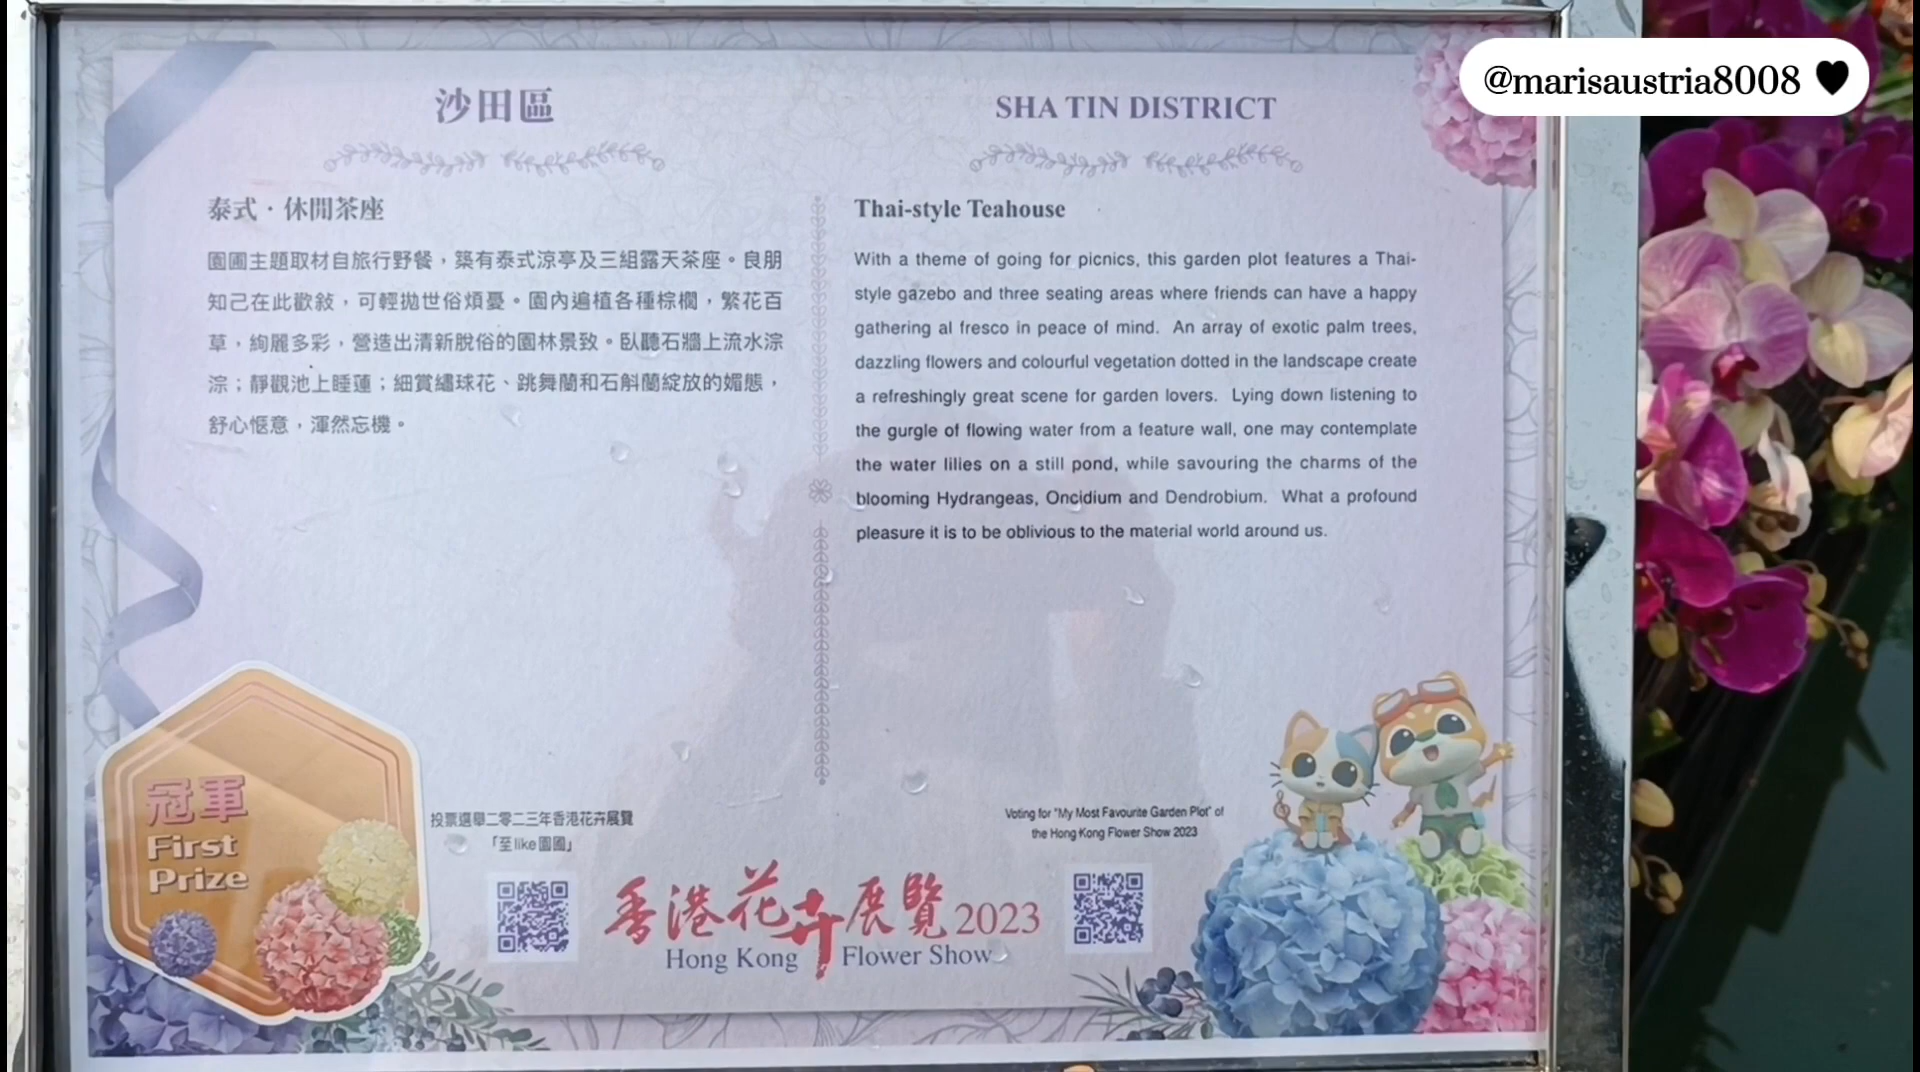 @marisaustria8008 ♥
沙田區
泰式·休閒茶座
園圃主題取材自旅行野餐，築有泰式涼亭及三組露天茶座。良朋
知己在此歡敍，可輕拋世俗煩憂。園內遍植各種棕櫚，繁花百
草，絢麗多彩，營造出清新脫俗的園林景致。臥聽石牆上流水淙
淙；靜觀池上睡蓮；細賞繡球花、跳舞蘭和石斛蘭綻放的媚態，
舒心愜意，渾然忘機。
SHA TIN DISTRICT
Thai-style Teahouse
With a theme of going for picnics, this garden plot features a Thai-
style gazebo and three seating areas where friends can have a happy
gathering al fresco in peace of mind. An array of exotic palm trees,
dazzling flowers and colourful vegetation dotted in the landscape create
a refreshingly great scene for garden lovers. Lying down listening to
the gurgle of flowing water from a feature wall, one may contemplate
the water lilies on a still pond, while savouring the charms of the
blooming Hydrangeas, Oncidium and Dendrobium. What a profound
pleasure it is to be oblivious to the material world around us.
冠軍
First
Prize
投票選舉二零二三年香港花卉展覽
「至like園圃」
Voting for "My Most Favourite Garden Plot" of
the Hong Kong Flower Show 2023
香港花卉展覽2023
Hong Kong Flower Show